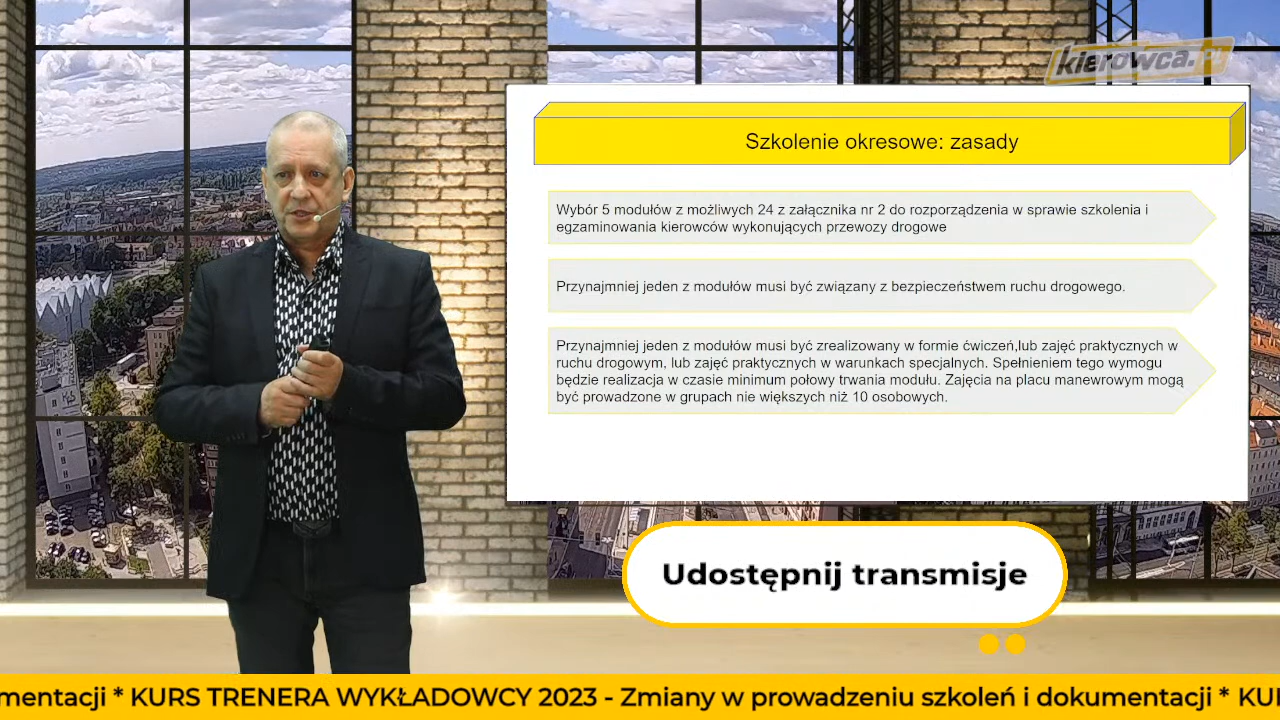 kierowca.
Szkolenie okresowe: zasady
Wybór 5 modułów z możliwych 24 z załącznika nr 2 do rozporządzenia w sprawie szkolenia i
egzaminowania kierowców wykonujących przewozy drogowe
Przynajmniej jeden z modułów musi być związany z bezpieczeństwem ruchu drogowego.
Przynajmniej jeden z modułów musi być zrealizowany w formie ćwiczeń,lub zajęć praktycznych w
ruchu drogowym, lub zajęć praktycznych w warunkach specjalnych. Spełnieniem tego wymogu
będzie realizacja w czasie minimum połowy trwania modułu. Zajęcia na placu manewrowym mogą
być prowadzone w grupach nie większych niż 10 osobowych.
Udostępnij transmisje
mentacji * KURS TRENERA WYKŁADOWCY 2023 - Zmiany w prowadzeniu szkoleń i dokumentacji * KU